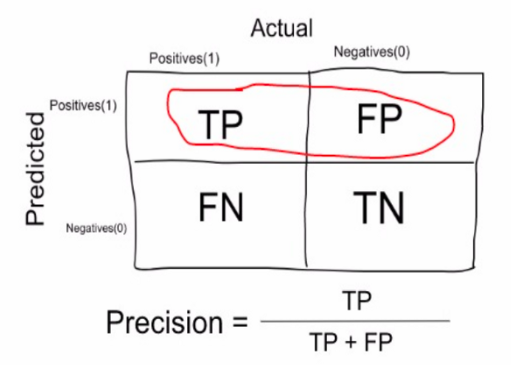 Actual
Positives(1)
Negatives(0)
Positives(1)
Predicted
TP
FP
FN
TN
Negatives(0)
Precision =
TP
TP + FP